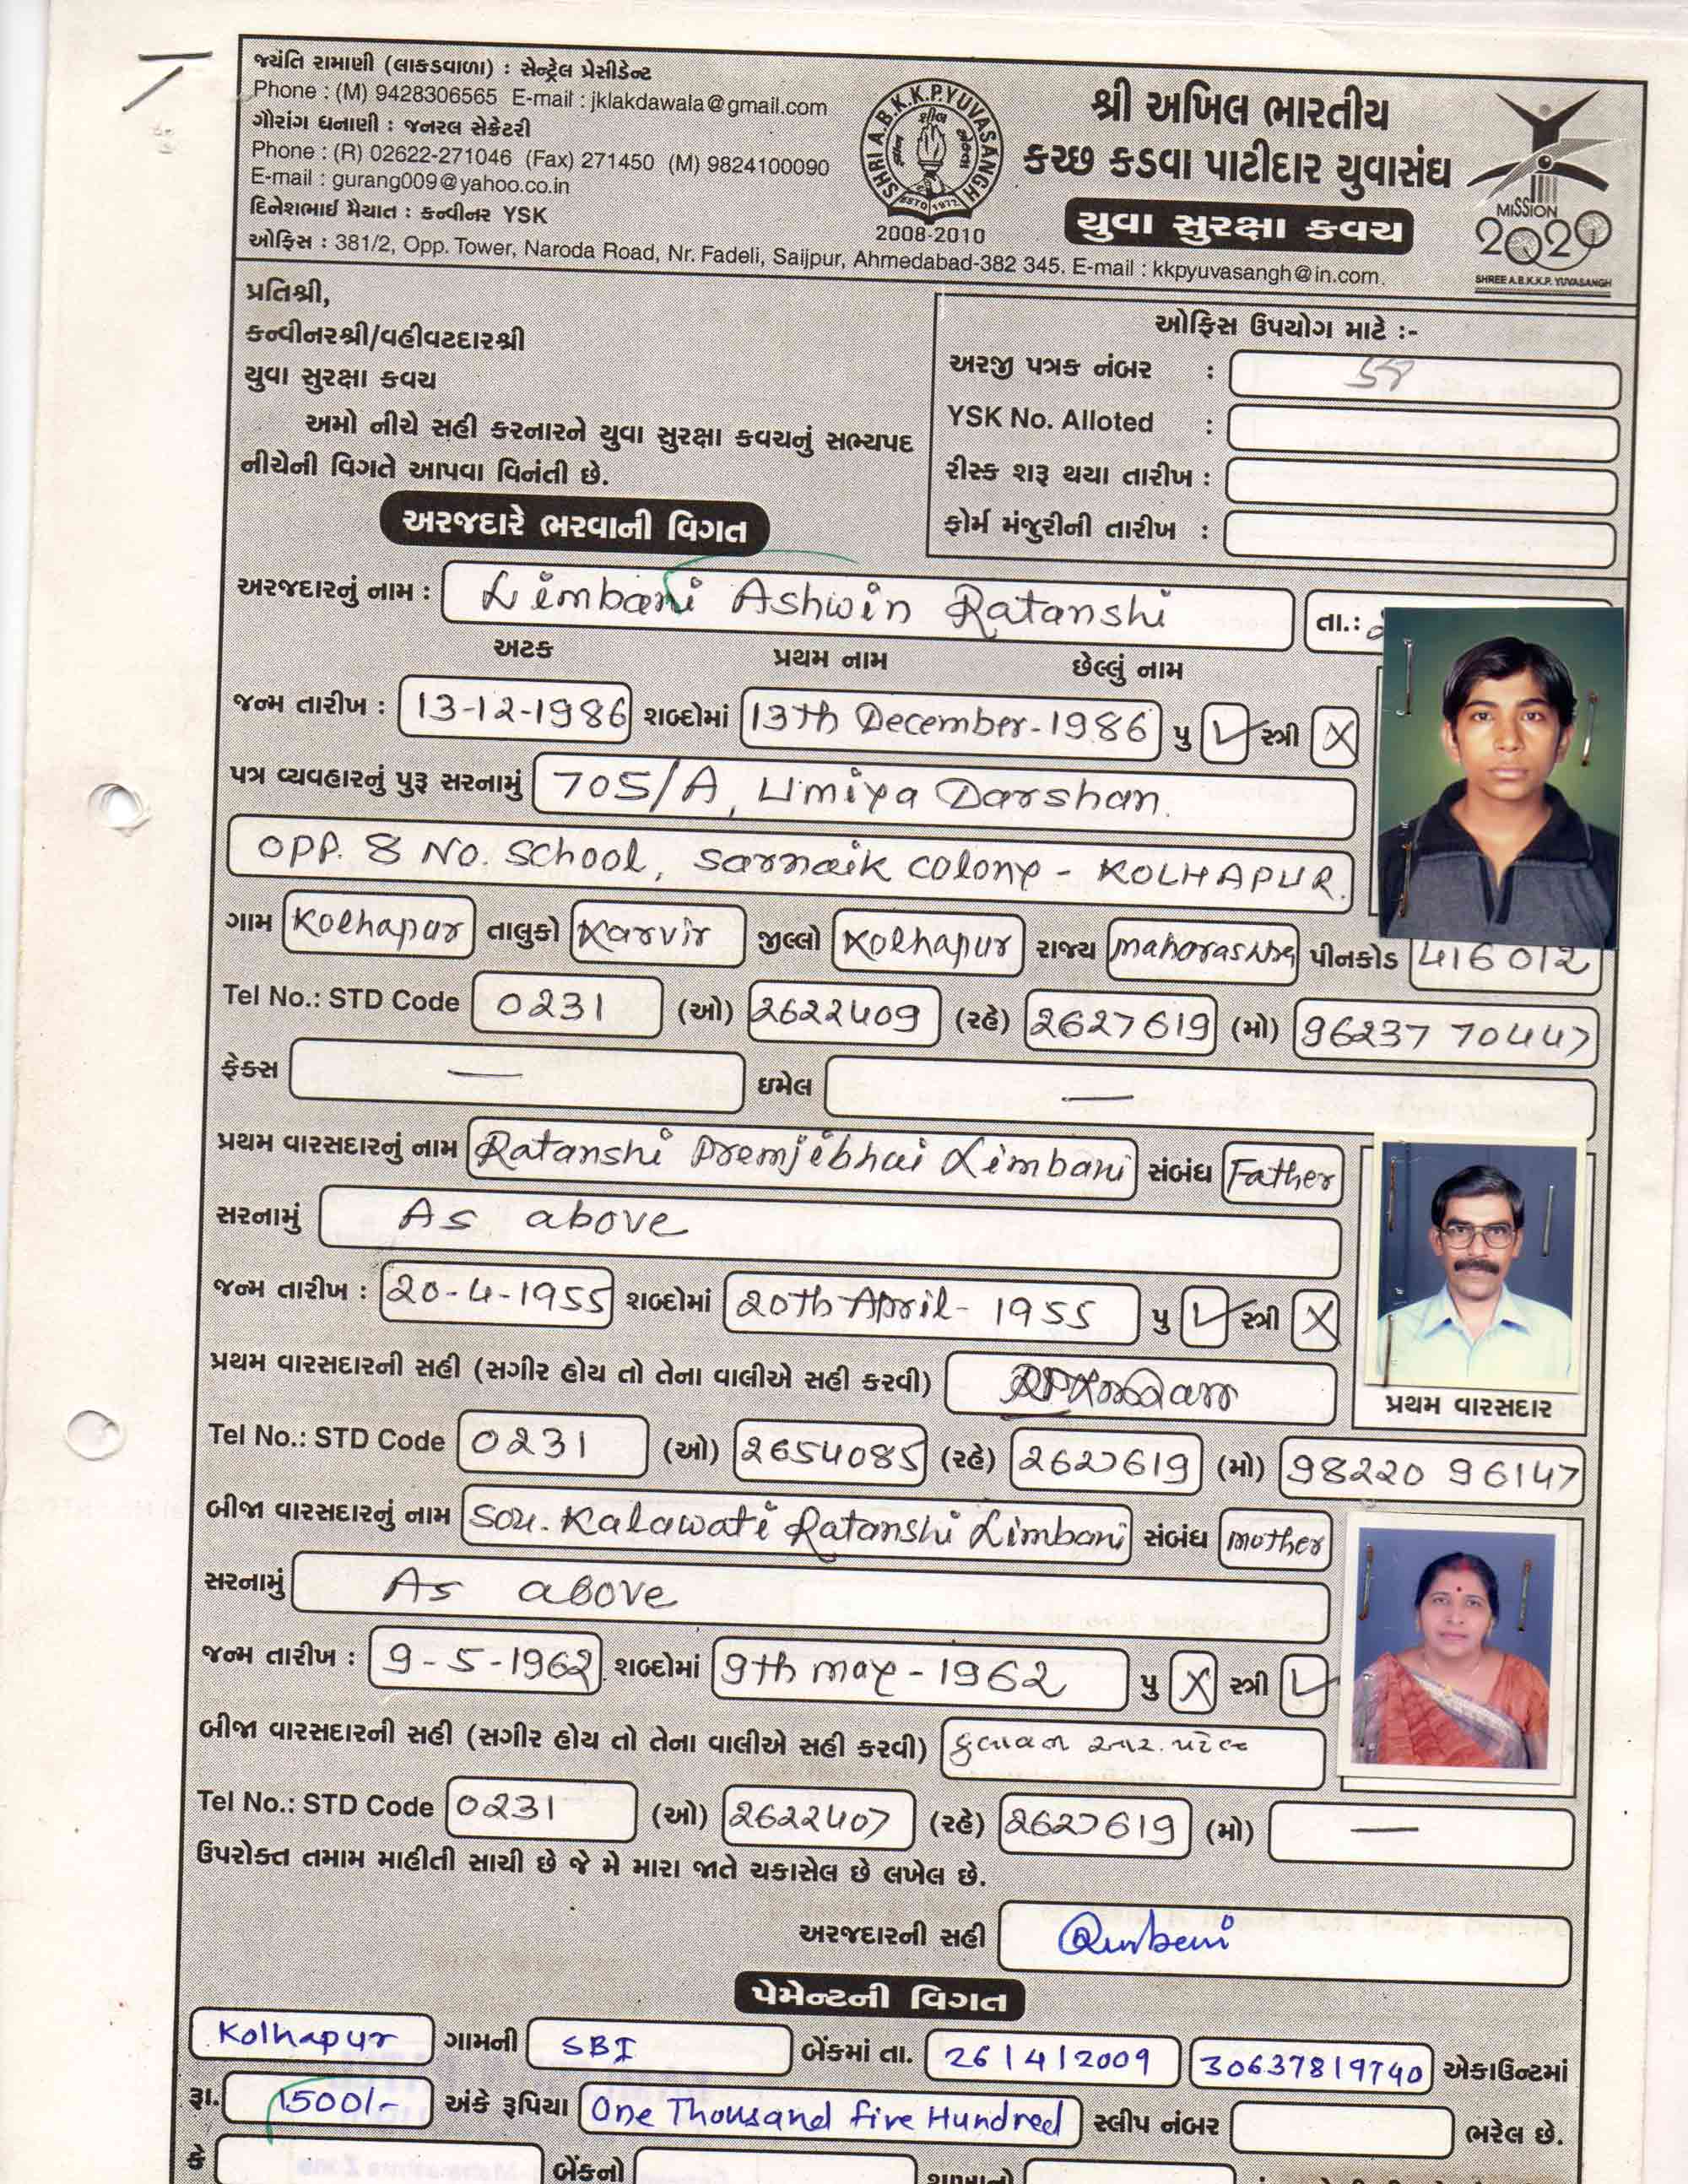 જયંતિ રામાણી (લાકડાવાળા) : સેન્ટ્રલ પ્રેસીડેન્ટ
Phone : (M) 9428306565 E-mail : jklakdawala@gmail.com
ગૌરાંગ ધનાણી : જનરલ સેક્રેટરી
Phone : (R) 02622-271046 (Fax) 271450 (M) 9824100090
E-mail : gurang009@yahoo.co.in
દિનેશભાઈ મૈયાત : કન્વીનર YSK
ઓફિસ : 381/2, Opp. Tower, Naroda Road, Nr. Fadeli, Saijpur, Ahmedabad-382 345. E-mail : kkpyuvasangh@in.com.
SHRI A.B.K.K.P. YUVASANGH
ESTD 1972
2008-2010
શ્રી અખિલ ભારતીય
કચ્છ કડવા પાટીદાર યુવાસંઘ
યુવા સુરક્ષા કવચ
MISSION
2020
SHREE A.B.K.K.P. YUVASANGH
પ્રતિશ્રી,
કન્વીનરશ્રી/વહીવટદારશ્રી
યુવા સુરક્ષા કવચ
અમો નીચે સહી કરનારને યુવા સુરક્ષા કવચનું સભ્યપદ
નીચેની વિગતે આપવા વિનંતી છે.
ઓફિસ ઉપયોગ માટે :-
અરજી પત્રક નંબર :
YSK No. Alloted :
રીસ્ક શરૂ થયા તારીખ :
ફોર્મ મંજુરીની તારીખ :
અરજદારે ભરવાની વિગત
અરજદારનું નામ : Limbani Ashwin Ratanshi તા.:
અટક પ્રથમ નામ છેલ્લું નામ
જન્મ તારીખ : 13-12-1986 શબ્દોમાં 13th December-1986 પુ ✓ સ્ત્રી X
પત્ર વ્યવહારનું પુરૂ સરનામું 705/A, Umiya Darshan.
OPP. 8 NO. School, Sarnaik Colony - KOLHAPUR.
ગામ Kolhapur તાલુકો Karvir જીલ્લો Kolhapur રાજ્ય Maharashtra પીનકોડ 416 012
Tel No.: STD Code 0231 (ઓ) 2622409 (રહે) 2627619 (મો) 96237 70447
ફેક્સ — ઇમેલ —
પ્રથમ વારસદારનું નામ Ratanshi Premjibhai Limbani સંબંધ Father
સરનામું As above
જન્મ તારીખ : 20-4-1955 શબ્દોમાં 20th April - 1955 પુ ✓ સ્ત્રી X
પ્રથમ વારસદારની સહી (સગીર હોય તો તેના વાલીએ સહી કરવી)
પ્રથમ વારસદાર
Tel No.: STD Code 0231 (ઓ) 2654085 (રહે) 2627619 (મો) 98220 96147
બીજા વારસદારનું નામ Sou. Kalawati Ratanshi Limbani સંબંધ mother
સરનામું As above
જન્મ તારીખ : 9-5-1962 શબ્દોમાં 9th may-1962 પુ X સ્ત્રી ✓
બીજા વારસદારની સહી (સગીર હોય તો તેના વાલીએ સહી કરવી) આર. પટેલ
Tel No.: STD Code 0231 (ઓ) 2622407 (રહે) 2627619 (મો) —
ઉપરોક્ત તમામ માહીતી સાચી છે જે મે મારા જાતે ચકાસેલ છે લખેલ છે.
અરજદારની સહી
પેમેન્ટની વિગત
Kolhapur ગામની SBI બેંકમાં તા. 26/4/2009 30637819740 એકાઉન્ટમાં
રૂા. 1500/- અંકે રૂપિયા One Thousand five Hundred સ્લીપ નંબર ભરેલ છે.
કે બેંકનો